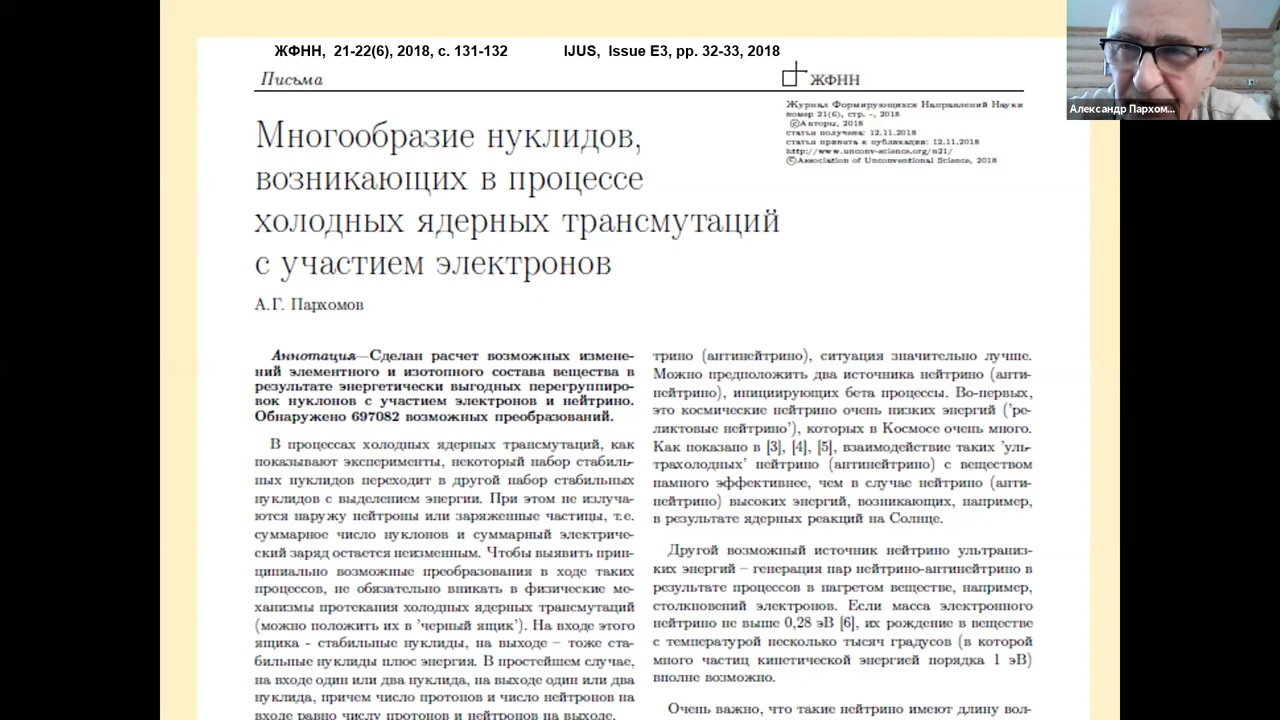 ЖФНН, 21-22(6), 2018, с. 131-132 IJUS, Issue E3, pp. 32-33, 2018
Письма
ЖФНН
Журнал Формирующихся Направлений Науки
номер 21(6), стр. -, 2018
©Авторы, 2018
статья получена: 12.11.2018
статья принята к публикации: 12.11.2018
http://www.unconv-science.org/n21/
©Association of Unconventional Science, 2018
Александр Пархом...
Многообразие нуклидов,
возникающих в процессе
холодных ядерных трансмутаций
с участием электронов
А.Г. Пархомов
Аннотация—Сделан расчет возможных измене-
ний элементного и изотопного состава вещества в
результате энергетически выгодных перегруппиро-
вок нуклонов с участием электронов и нейтрино.
Обнаружено 697082 возможных преобразований.
В процессах холодных ядерных трансмутаций, как
показывают эксперименты, некоторый набор стабиль-
ных нуклидов переходит в другой набор стабильных
нуклидов с выделением энергии. При этом не излуча-
ются наружу нейтроны или заряженные частицы, т.е.
суммарное число нуклонов и суммарный электриче-
ский заряд остается неизменным. Чтобы выявить прин-
ципиально возможные преобразования в ходе таких
процессов, не обязательно вникать в физические ме-
ханизмы протекания холодных ядерных трансмутаций
(можно положить их в 'черный ящик'). На входе этого
ящика - стабильные нуклиды, на выходе – тоже ста-
бильные нуклиды плюс энергия. В простейшем случае,
на входе один или два нуклида, на выходе один или два
нуклида, причем число протонов и число нейтронов на
входе равно числу протонов и нейтронов на выходе.
трино (антинейтрино), ситуация значительно лучше.
Можно предположить два источника нейтрино (анти-
нейтрино), инициирующих бета процессы. Во-первых,
это космические нейтрино очень низких энергий ('ре-
ликтовые нейтрино'), которых в Космосе очень много.
Как показано в [3], [4], [5], взаимодействие таких 'уль-
трахолодных' нейтрино (антинейтрино) с веществом
намного эффективнее, чем в случае нейтрино (анти-
нейтрино) высоких энергий, возникающих, например,
в результате ядерных реакций на Солнце.
Другой возможный источник нейтрино ультраниз-
ких энергий – генерация пар нейтрино-антинейтрино в
результате процессов в нагретом веществе, например,
столкновений электронов. Если масса электронного
нейтрино не выше 0,28 эВ [6], их рождение в веществе
с температурой несколько тысяч градусов (в которой
много частиц кинетической энергией порядка 1 эВ)
вполне возможно.
Очень важно, что такие нейтрино имеют длину вол-